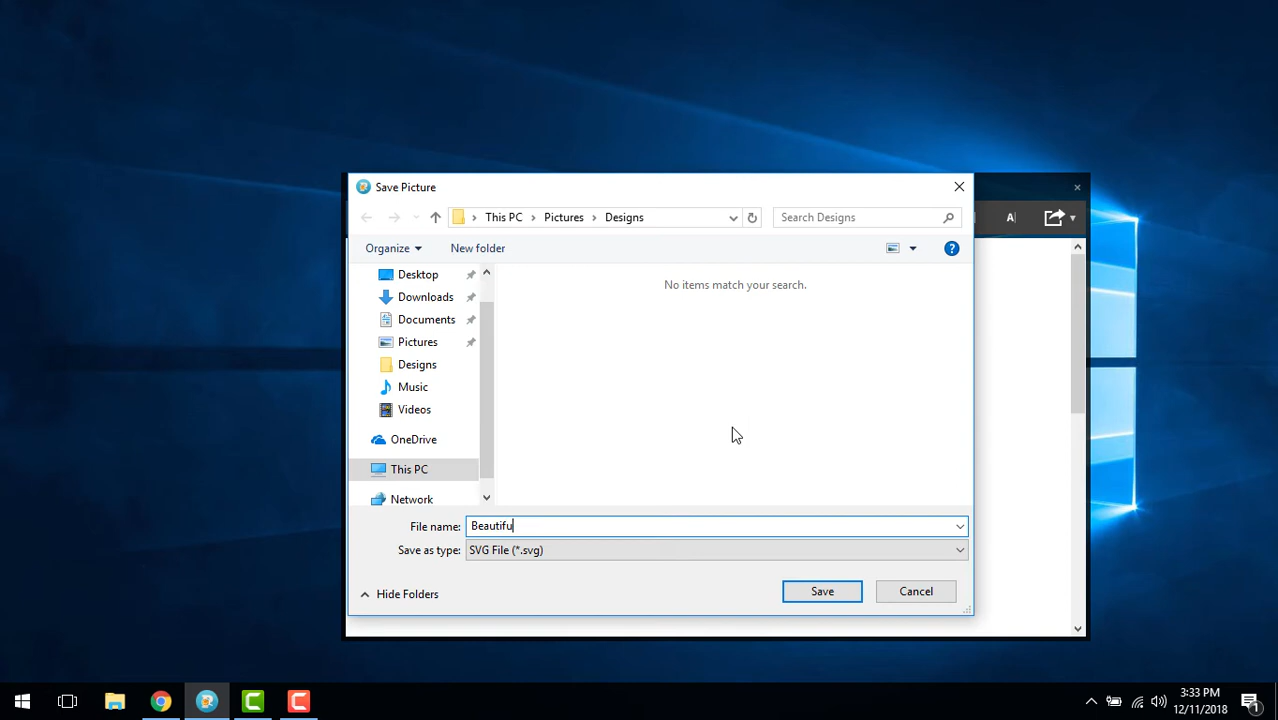 Save Picture
This PC Pictures Designs
Search Designs
A
Organize New folder
Desktop
No items match your search.
Downloads
Documents
Pictures
Designs
Music
Videos
OneDrive
This PC
Network
File name: Beautifu
Save as type: SVG File (*.svg)
Hide Folders Save Cancel
3:33 PM
12/11/2018
1